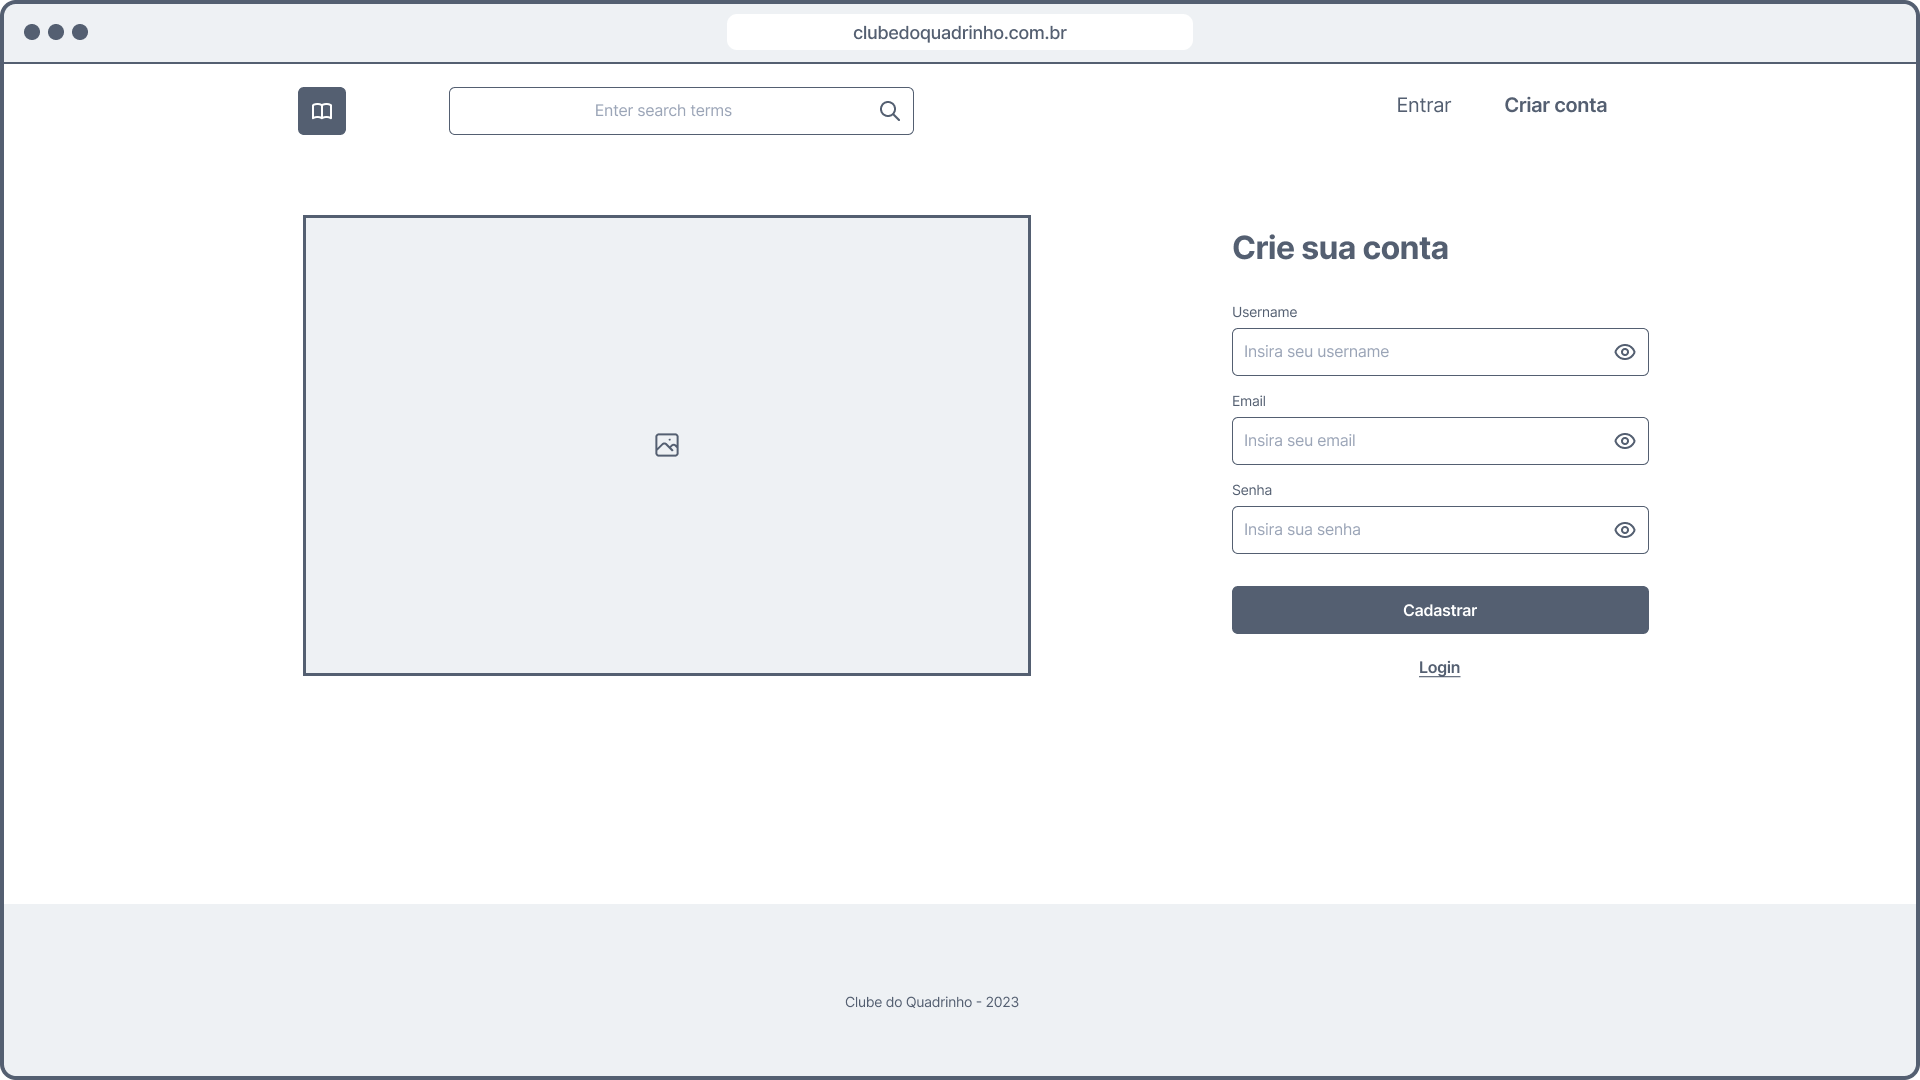 clubedoquadrinho.com.br
Enter search terms
Entrar
Criar conta
Crie sua conta
Username
Insira seu username
Email
Insira seu email
Senha
Insira sua senha
Cadastrar
Login
Clube do Quadrinho - 2023